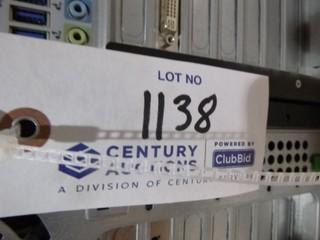 LOT NO
1138
CENTURY
AUCTIONS
POWERED BY
ClubBid
A DIVISION OF CENTURY